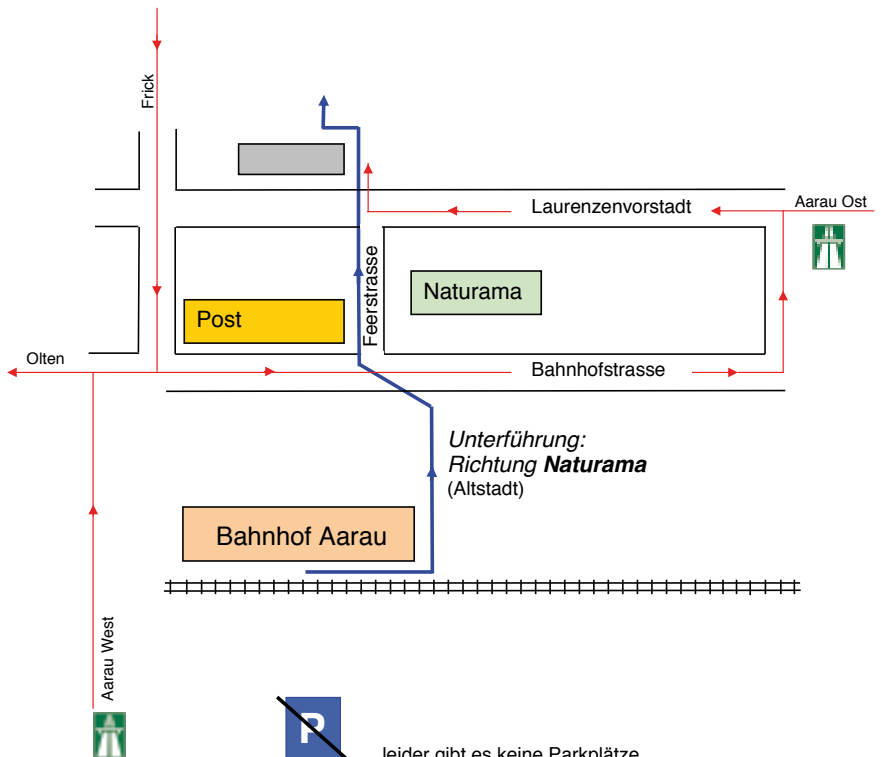 Frick
Laurenzenvorstadt
Aarau Ost
Feerstrasse
Naturama
Post
Olten
Bahnhofstrasse
Unterführung:
Richtung Naturama
(Altstadt)
Bahnhof Aarau
Aarau West
P
leider gibt es keine Parkplätze